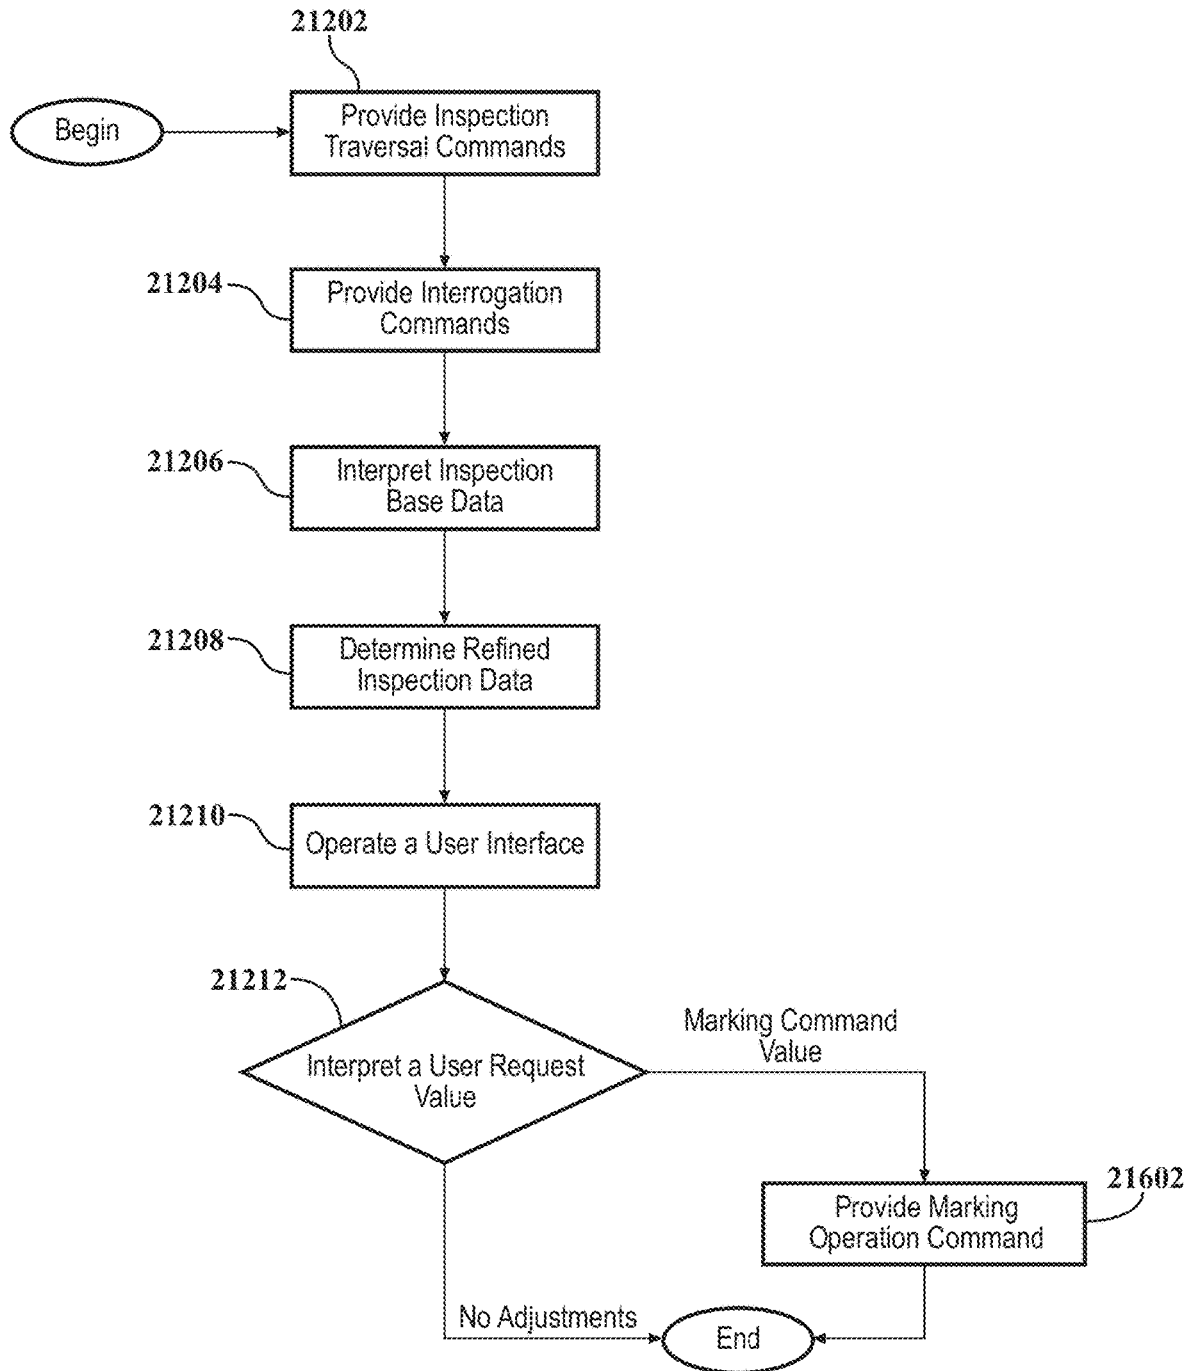 21202
Begin
Provide Inspection
Traversal Commands
21204
Provide Interrogation
Commands
21206
Interpret Inspection
Base Data
21208
Determine Refined
Inspection Data
21210
Operate a User Interface
21212
Interpret a User Request
Value
Marking Command
Value
21602
Provide Marking
Operation Command
No Adjustments
End